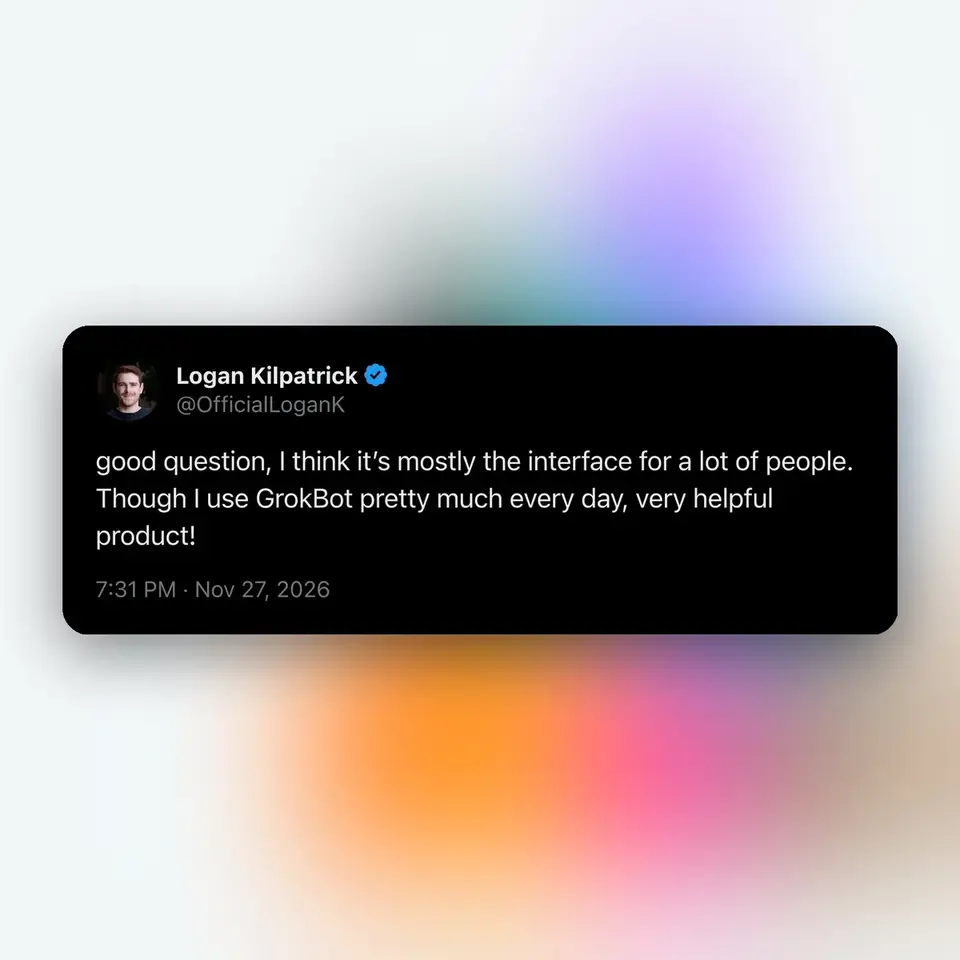 Logan Kilpatrick
@OfficialLoganK
good question, I think it’s mostly the interface for a lot of people.
Though I use GrokBot pretty much every day, very helpful
product!
7:31 PM · Nov 27, 2026